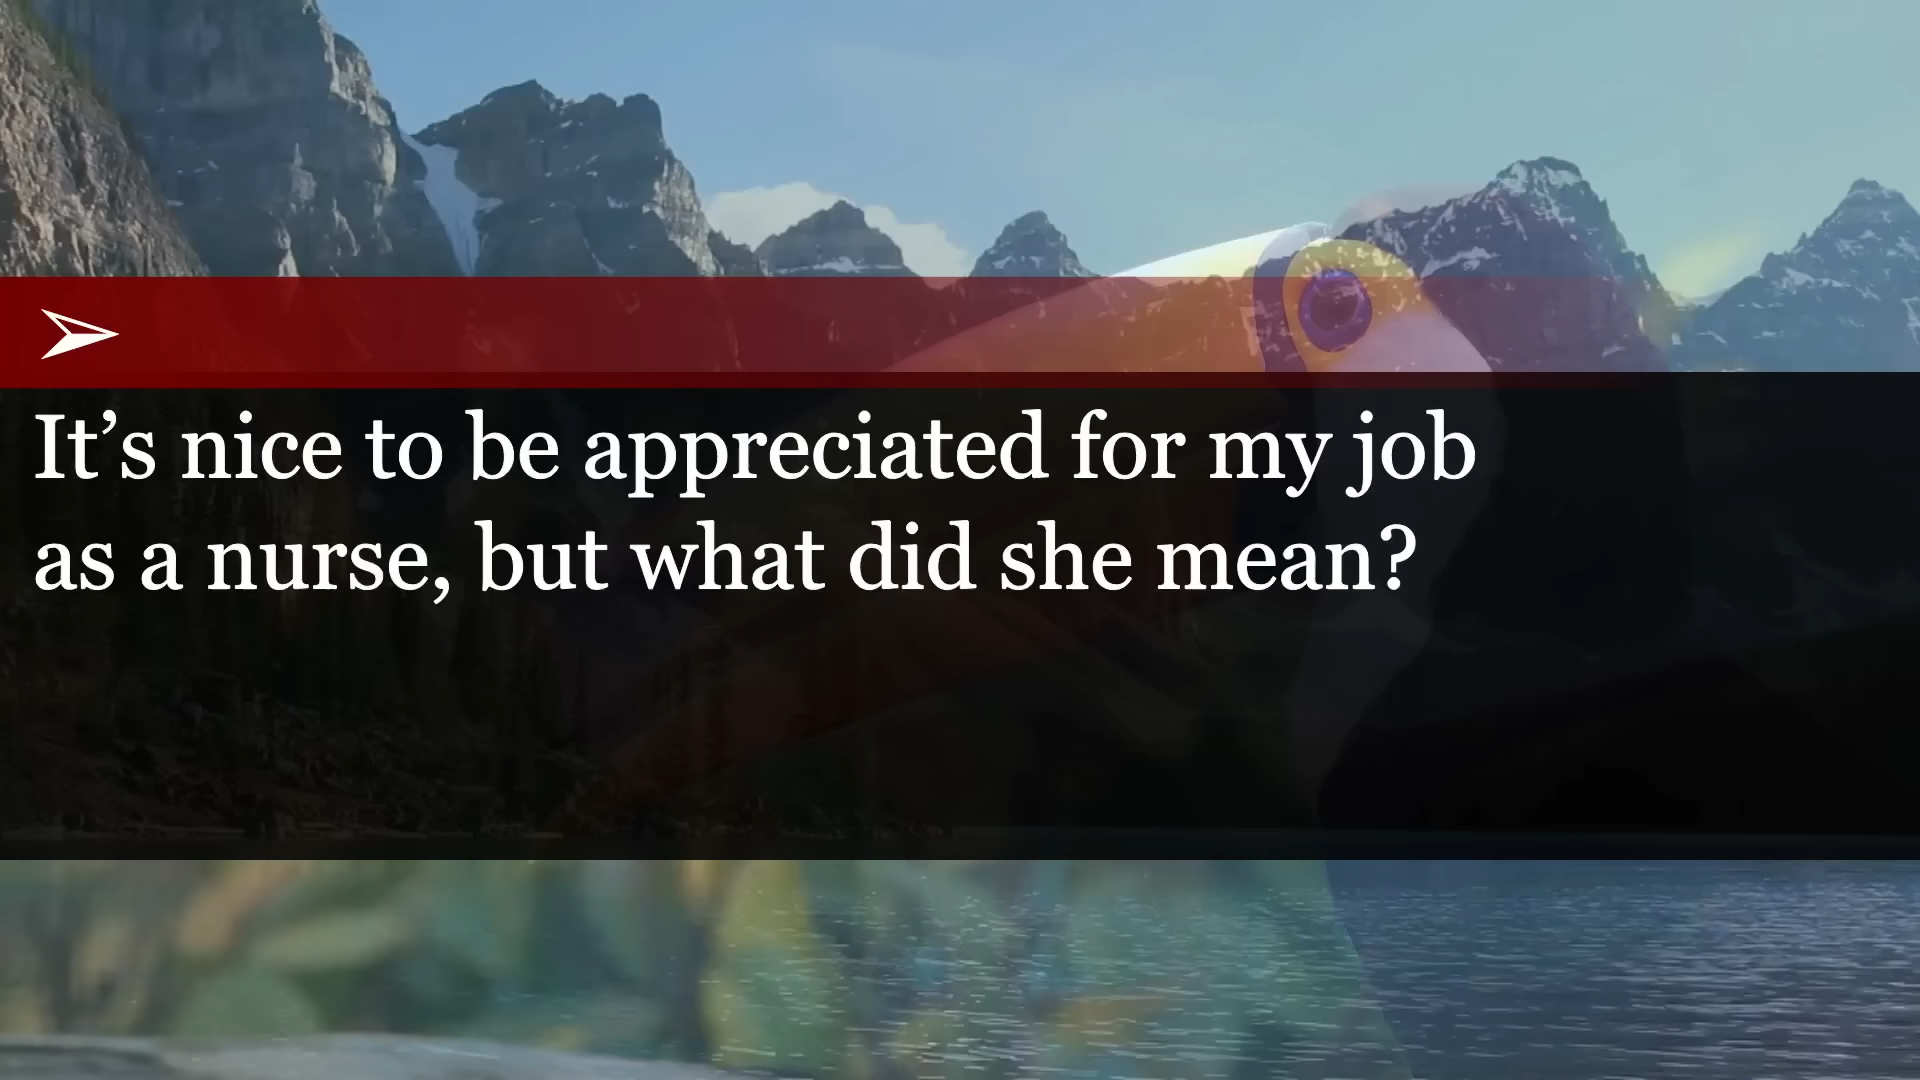 It’s nice to be appreciated for my job
as a nurse, but what did she mean?